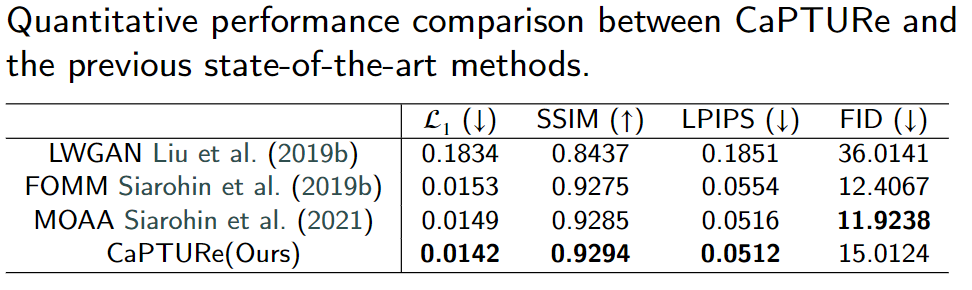 Quantitative performance comparison between CaPTURe and
the previous state-of-the-art methods.
ℒ₁ (↓) SSIM (↑) LPIPS (↓) FID (↓)
LWGAN Liu et al. (2019b) 0.1834 0.8437 0.1851 36.0141
FOMM Siarohin et al. (2019b) 0.0153 0.9275 0.0554 12.4067
MOAA Siarohin et al. (2021) 0.0149 0.9285 0.0516 11.9238
CaPTURe(Ours) 0.0142 0.9294 0.0512 15.0124